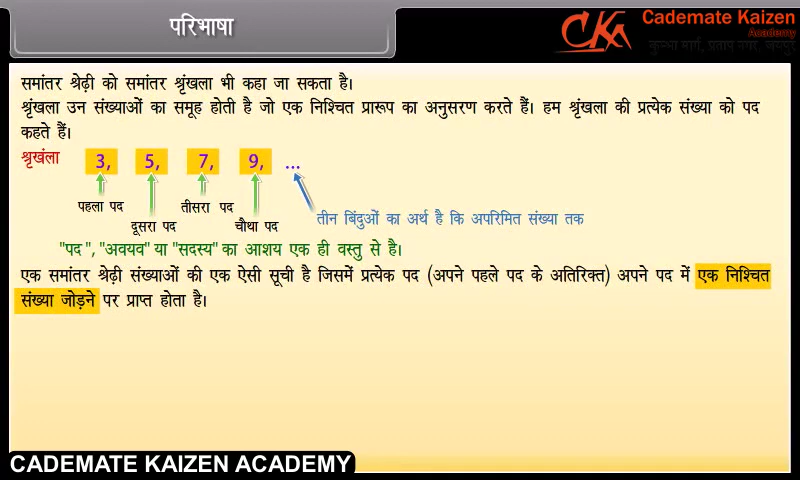 परिभाषा
Cademate Kaizen
Academy
कुम्भा मार्ग, प्रताप नगर, जयपुर
समांतर श्रेढ़ी को समांतर श्रृंखला भी कहा जा सकता है।
श्रृंखला उन संख्याओं का समूह होती है जो एक निश्चित प्रारूप का अनुसरण करते हैं। हम श्रृंखला की प्रत्येक संख्या को पद
कहते हैं।
श्रृखंला 3, 5, 7, 9, ...
पहला पद दूसरा पद तीसरा पद चौथा पद
तीन बिंदुओं का अर्थ है कि अपरिमित संख्या तक
"पद", "अवयव" या "सदस्य" का आशय एक ही वस्तु से है।
एक समांतर श्रेढ़ी संख्याओं की एक ऐसी सूची है जिसमें प्रत्येक पद (अपने पहले पद के अतिरिक्त) अपने पद में एक निश्चित
संख्या जोड़ने पर प्राप्त होता है।
CADEMATE KAIZEN ACADEMY